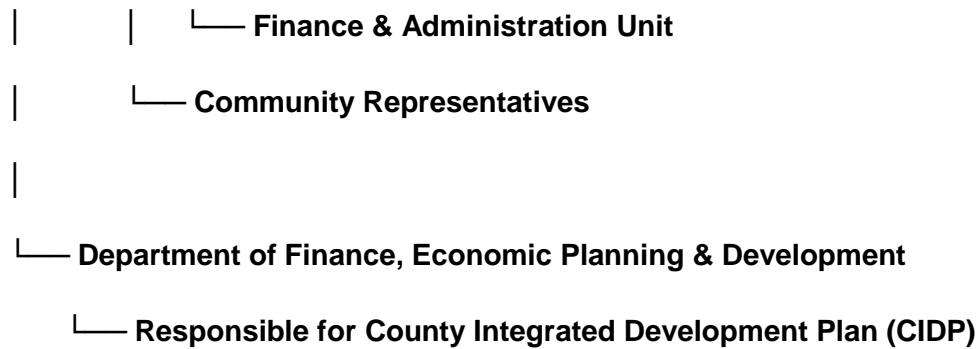 │ │ └── Finance & Administration Unit
│ └── Community Representatives
│
└── Department of Finance, Economic Planning & Development
└── Responsible for County Integrated Development Plan (CIDP)